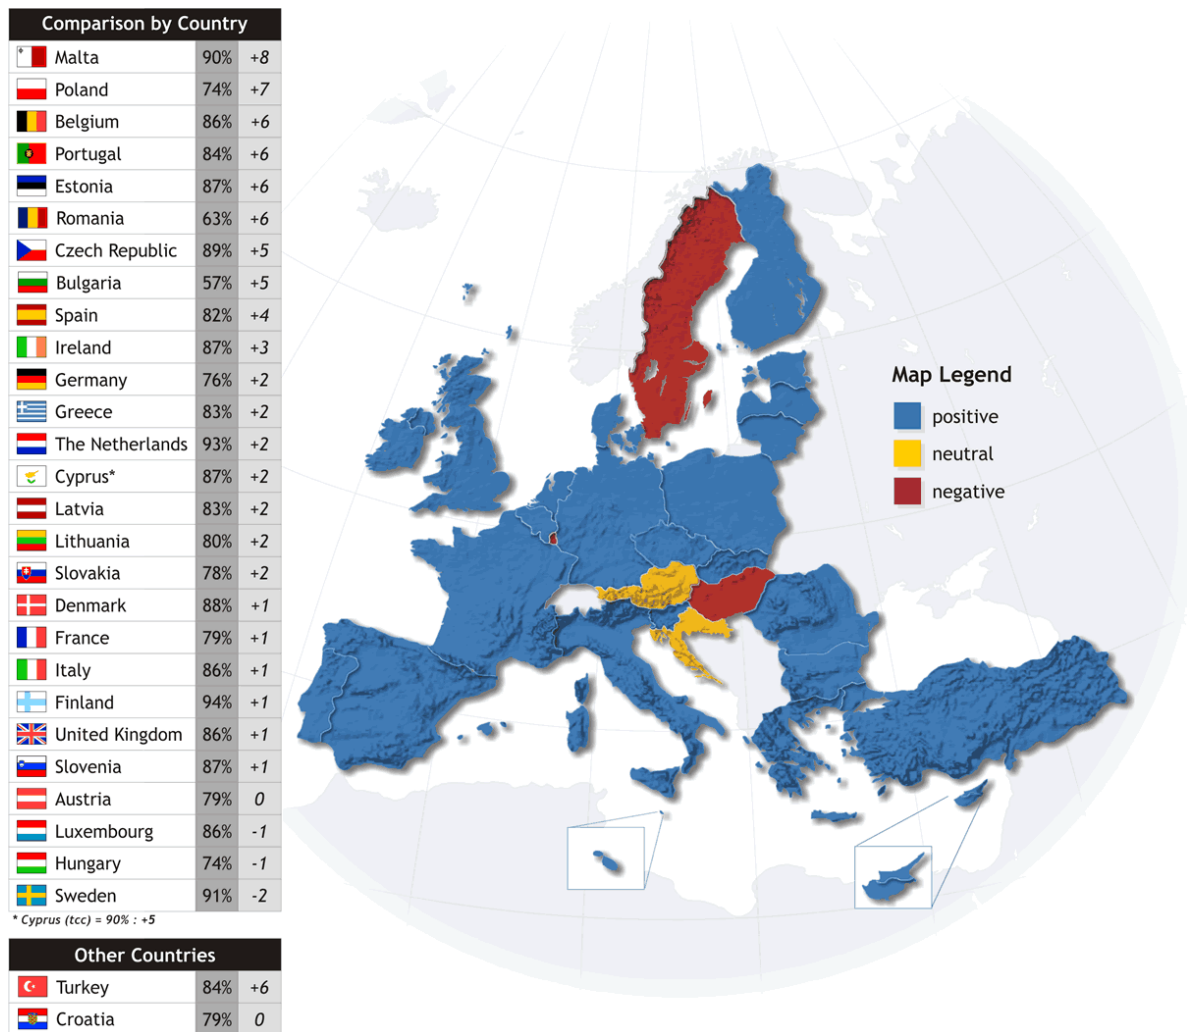 Comparison by Country
Malta 90% +8
Poland 74% +7
Belgium 86% +6
Portugal 84% +6
Estonia 87% +6
Romania 63% +6
Czech Republic 89% +5
Bulgaria 57% +5
Spain 82% +4
Ireland 87% +3
Germany 76% +2
Greece 83% +2
The Netherlands 93% +2
Cyprus* 87% +2
Latvia 83% +2
Lithuania 80% +2
Slovakia 78% +2
Denmark 88% +1
France 79% +1
Italy 86% +1
Finland 94% +1
United Kingdom 86% +1
Slovenia 87% +1
Austria 79% 0
Luxembourg 86% -1
Hungary 74% -1
Sweden 91% -2
* Cyprus (tcc) = 90% : +5
Other Countries
Turkey 84% +6
Croatia 79% 0
Map Legend
positive
neutral
negative